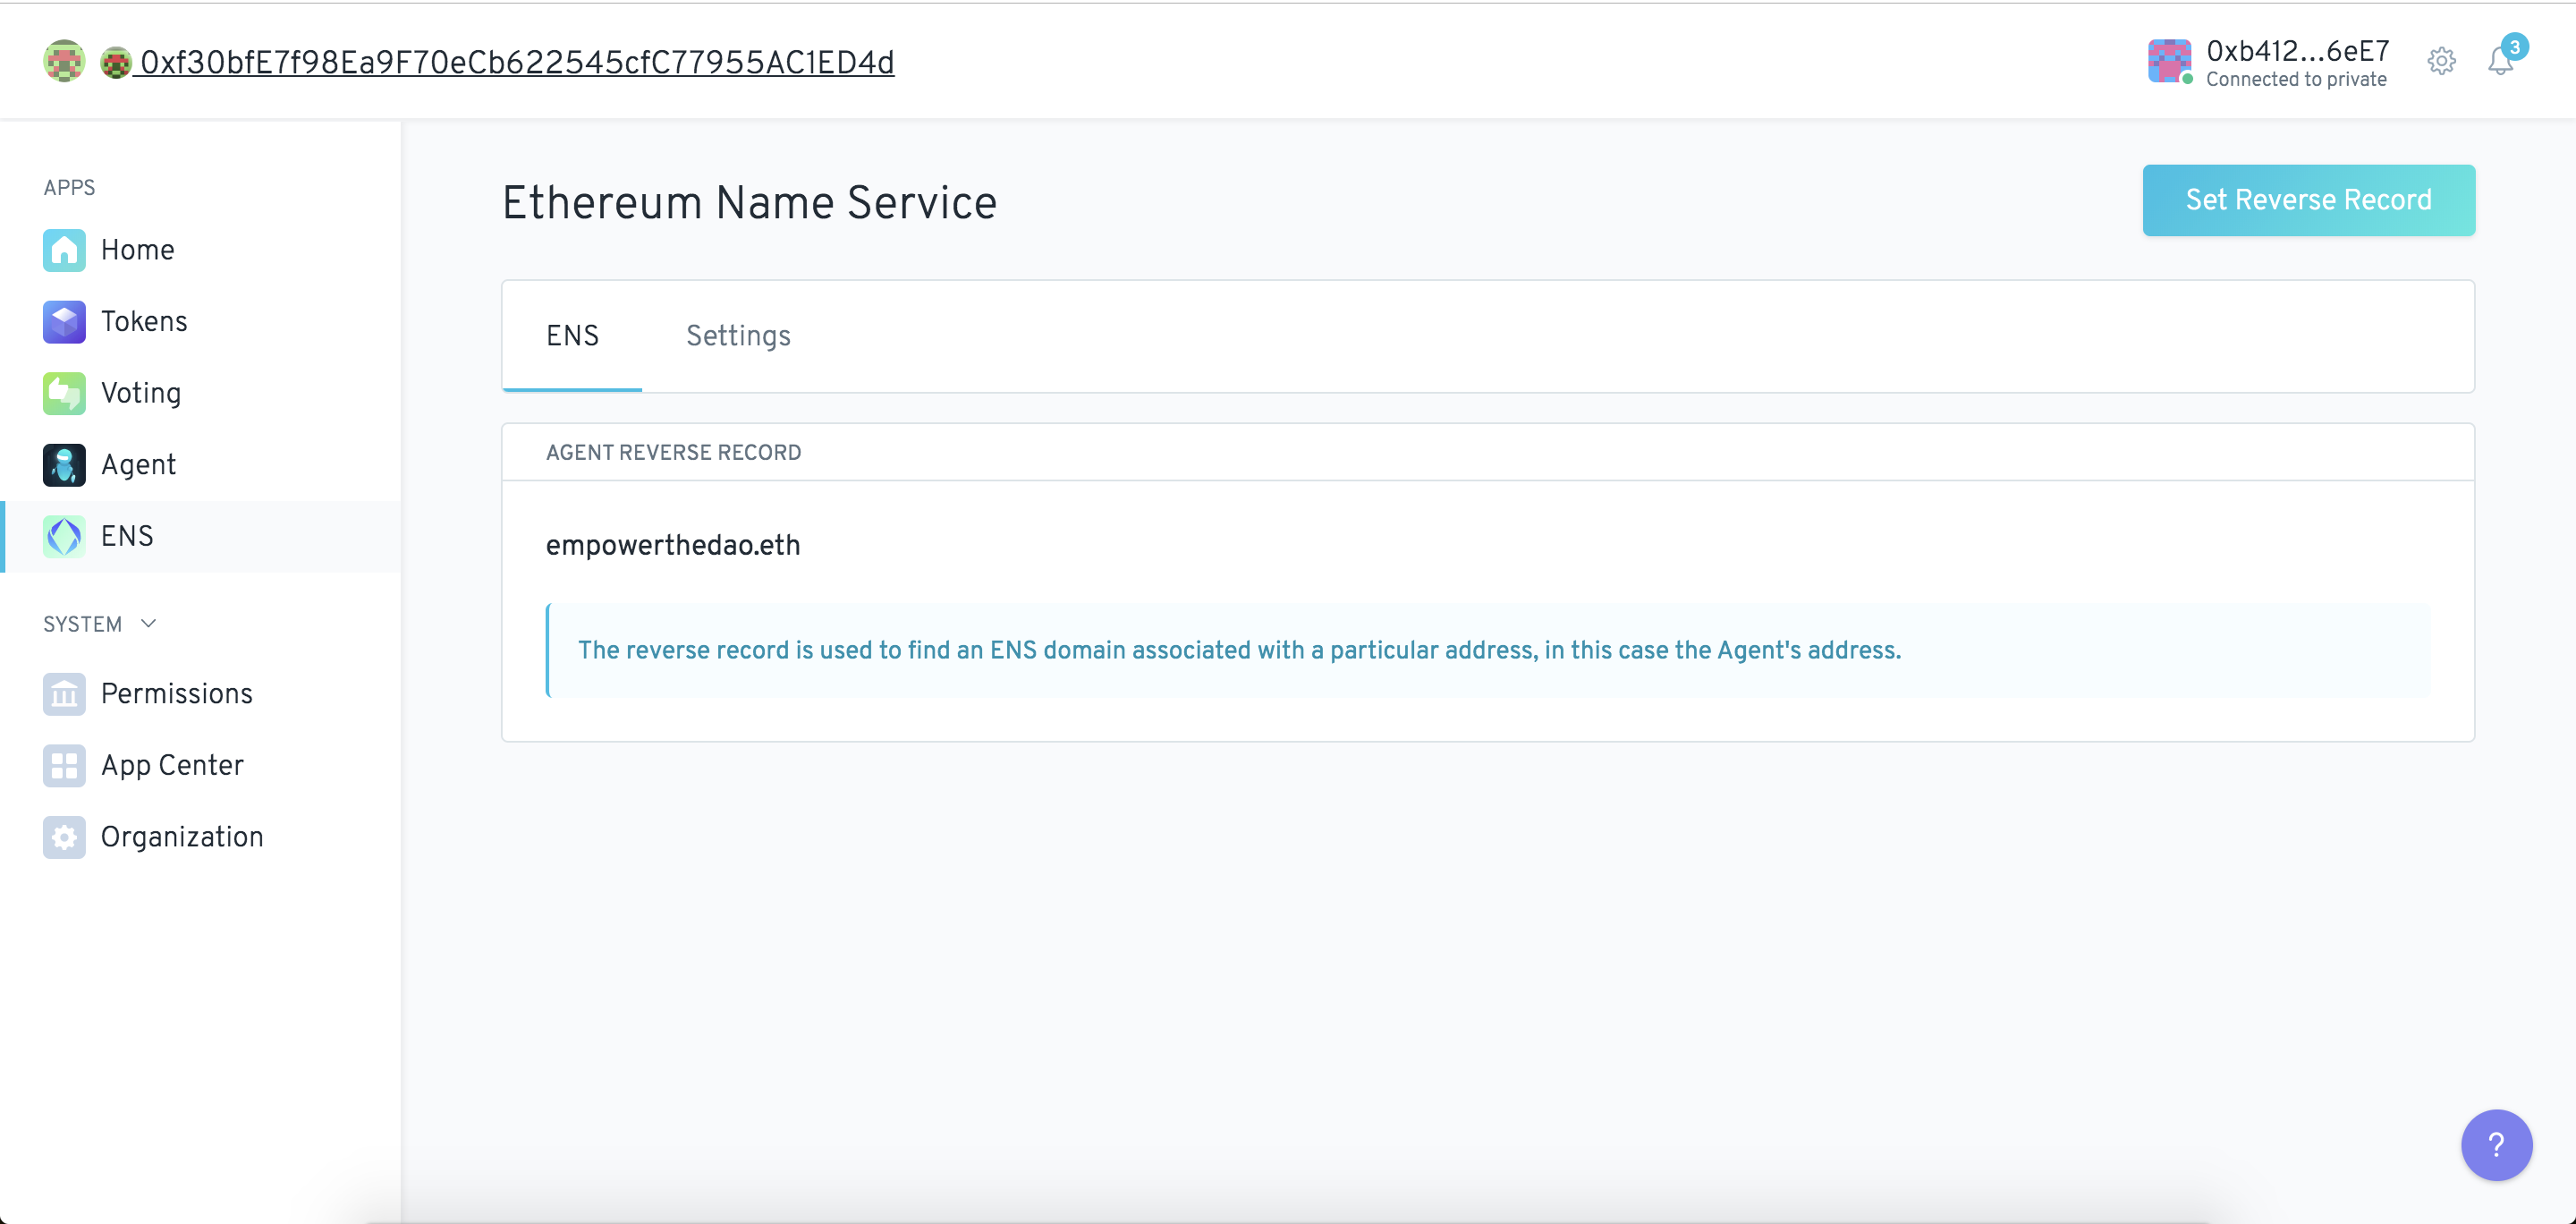 0xf30bfE7f98Ea9F70eCb622545cfC77955AC1ED4d
0xb412...6eE7
Connected to private
3
APPS
Home
Tokens
Voting
Agent
ENS
SYSTEM
Permissions
App Center
Organization
Ethereum Name Service
Set Reverse Record
ENS
Settings
AGENT REVERSE RECORD
empowerthedao.eth
The reverse record is used to find an ENS domain associated with a particular address, in this case the Agent's address.
?